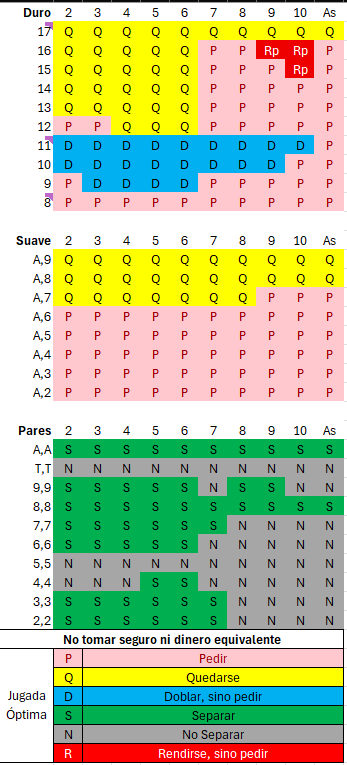 Duro 2 3 4 5 6 7 8 9 10 As
17 Q Q Q Q Q Q Q Q Q Q
16 Q Q Q Q Q P P Rp Rp P
15 Q Q Q Q Q P P P Rp P
14 Q Q Q Q Q P P P P P
13 Q Q Q Q Q P P P P P
12 P P Q Q Q P P P P P
11 D D D D D D D D D P
10 D D D D D D D D P P
9 P D D D D P P P P P
8 P P P P P P P P P P
Suave 2 3 4 5 6 7 8 9 10 As
A,9 Q Q Q Q Q Q Q Q Q Q
A,8 Q Q Q Q Q Q Q Q Q Q
A,7 Q Q Q Q Q Q Q P P P
A,6 P P P P P P P P P P
A,5 P P P P P P P P P P
A,4 P P P P P P P P P P
A,3 P P P P P P P P P P
A,2 P P P P P P P P P P
Pares 2 3 4 5 6 7 8 9 10 As
A,A S S S S S S S S S S
T,T N N N N N N N N N N
9,9 S S S S S N S S N N
8,8 S S S S S S S S S S
7,7 S S S S S S N N N N
6,6 S S S S S N N N N N
5,5 N N N N N N N N N N
4,4 N N N S S N N N N N
3,3 S S S S S S N N N N
2,2 S S S S S S N N N N
No tomar seguro ni dinero equivalente
Jugada Óptima
P Pedir
Q Quedarse
D Doblar, sino pedir
S Separar
N No Separar
R Rendirse, sino pedir